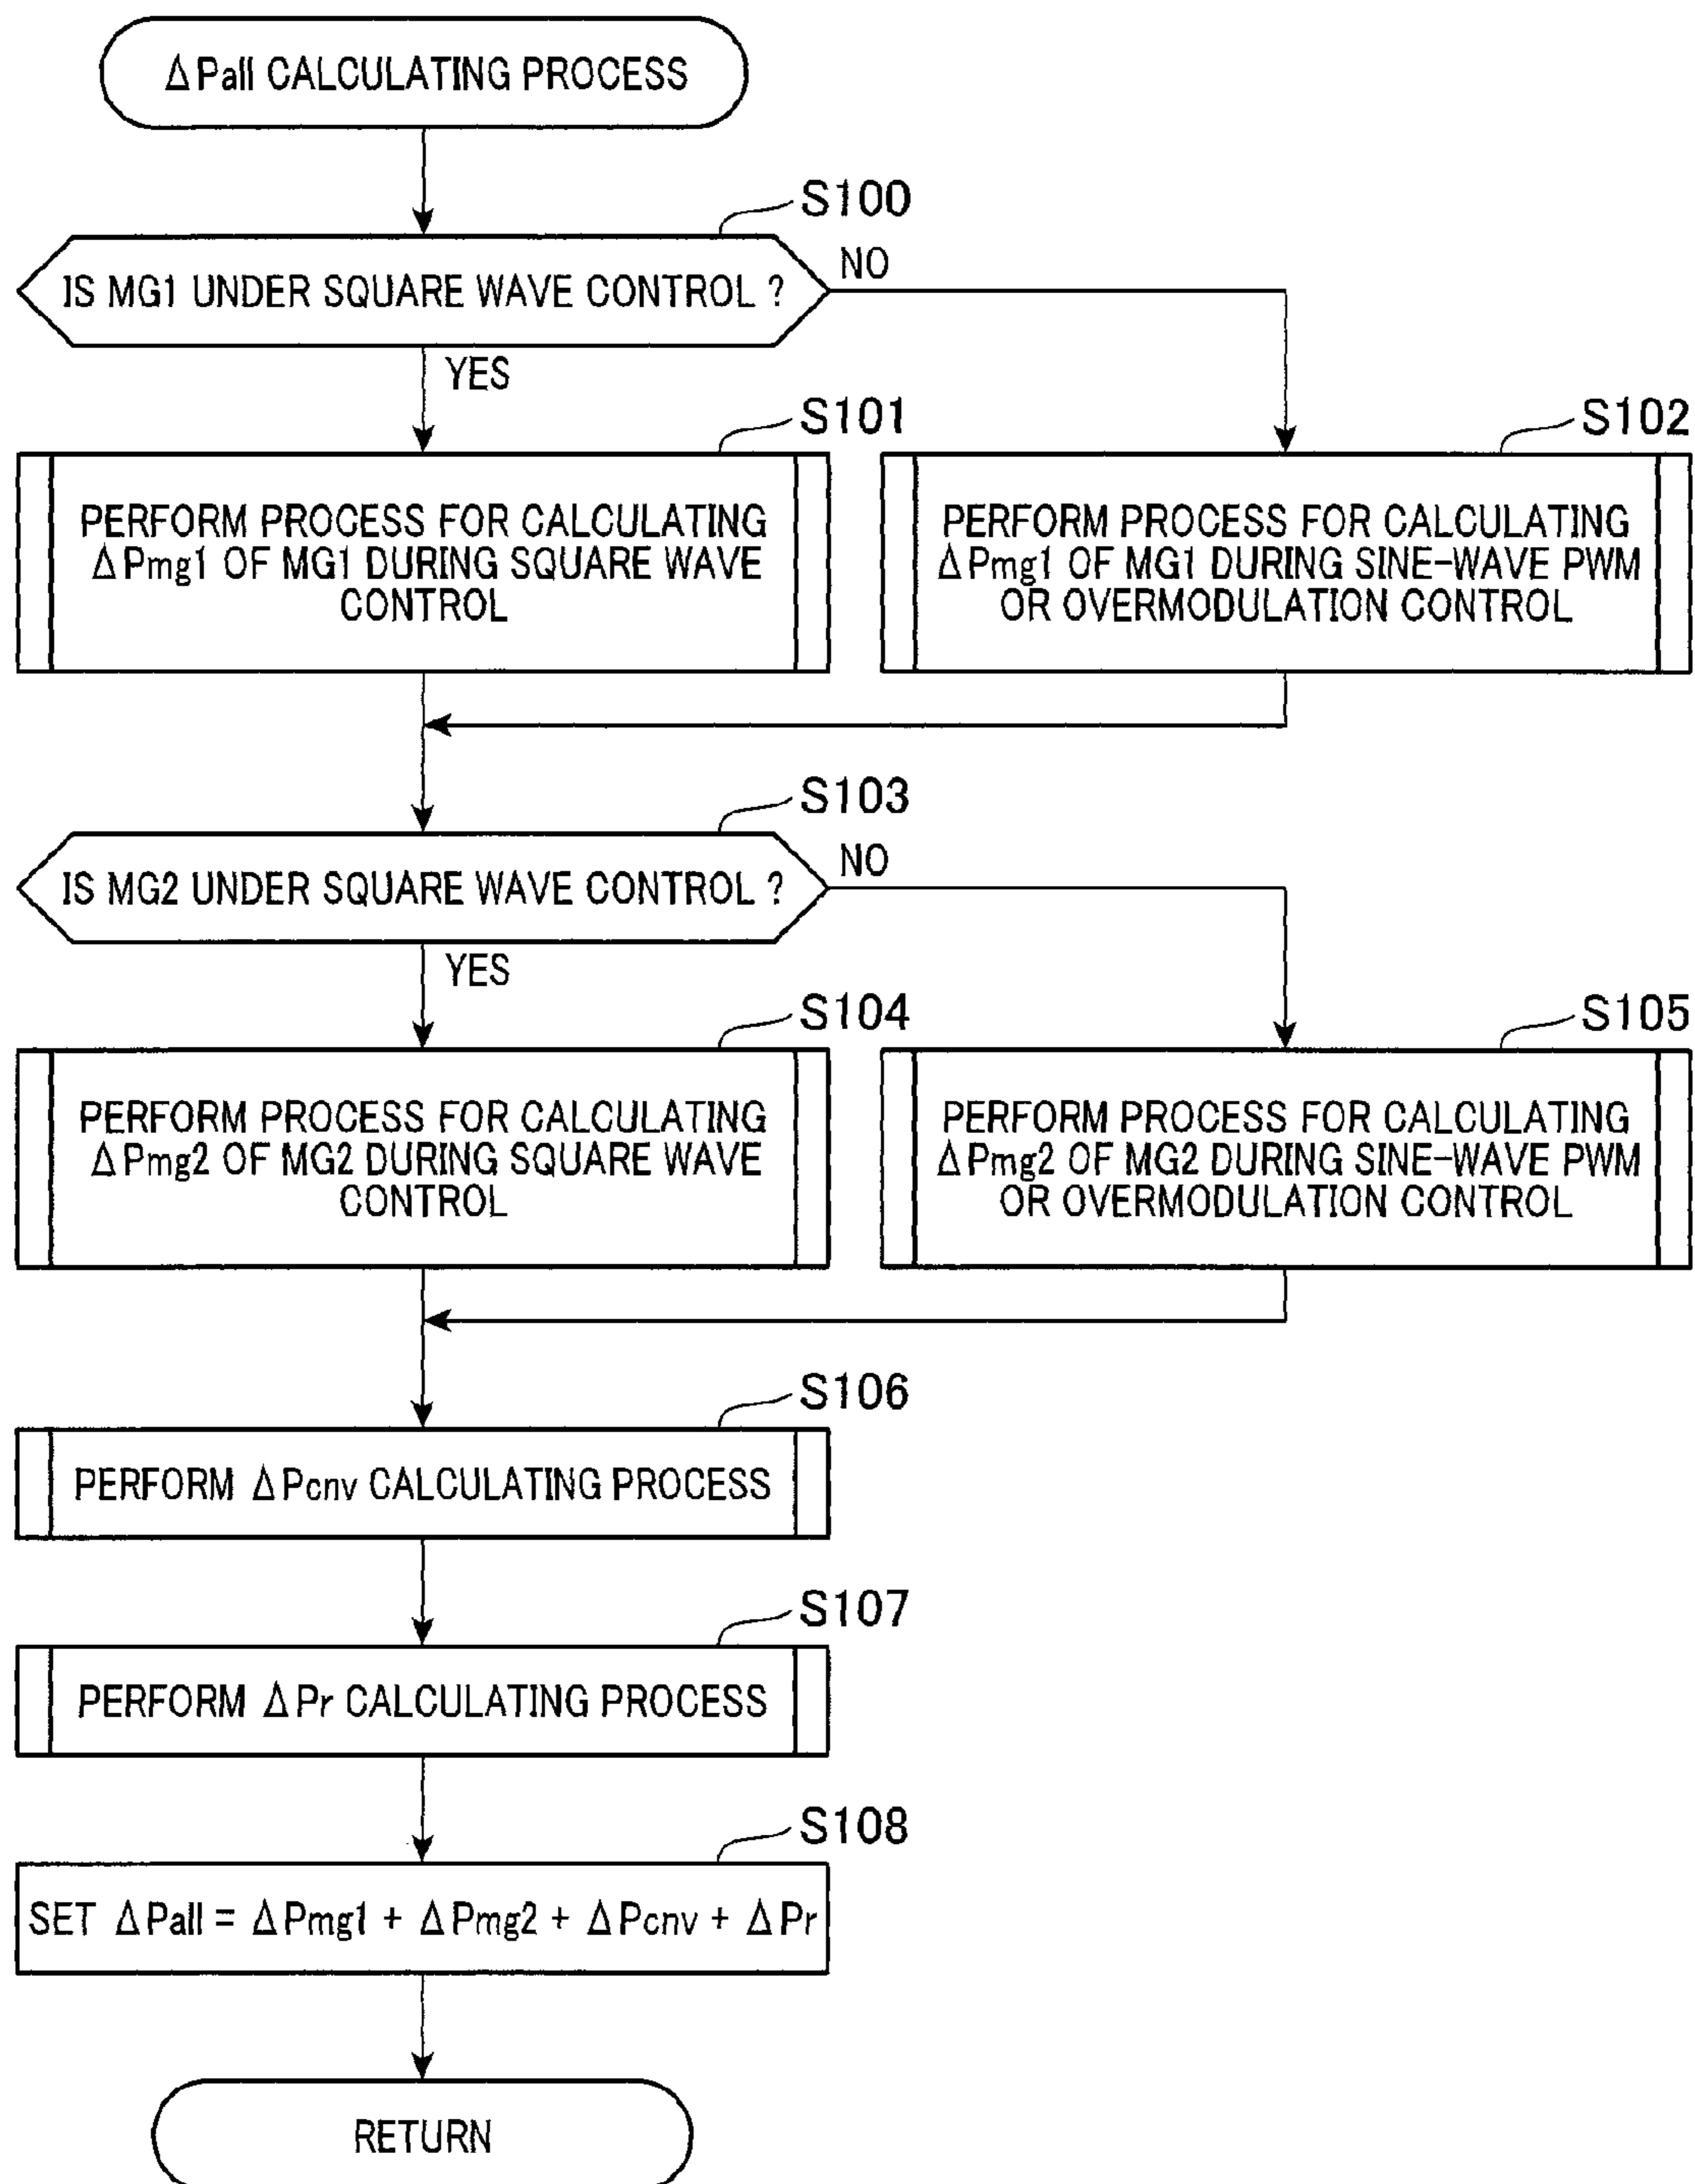 ΔPall CALCULATING PROCESS
S100
IS MG1 UNDER SQUARE WAVE CONTROL ?
NO
YES
S101
PERFORM PROCESS FOR CALCULATING
ΔPmg1 OF MG1 DURING SQUARE WAVE
CONTROL
S102
PERFORM PROCESS FOR CALCULATING
ΔPmg1 OF MG1 DURING SINE-WAVE PWM
OR OVERMODULATION CONTROL
S103
IS MG2 UNDER SQUARE WAVE CONTROL ?
NO
YES
S104
PERFORM PROCESS FOR CALCULATING
ΔPmg2 OF MG2 DURING SQUARE WAVE
CONTROL
S105
PERFORM PROCESS FOR CALCULATING
ΔPmg2 OF MG2 DURING SINE-WAVE PWM
OR OVERMODULATION CONTROL
S106
PERFORM ΔPcnv CALCULATING PROCESS
S107
PERFORM ΔPr CALCULATING PROCESS
S108
SET ΔPall = ΔPmg1 + ΔPmg2 + ΔPcnv + ΔPr
RETURN